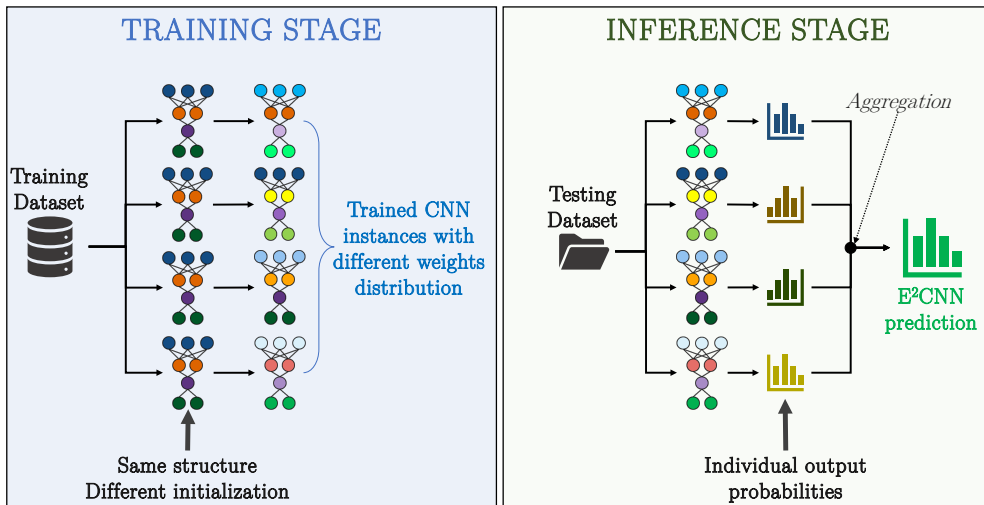 TRAINING STAGE
Training
Dataset
Trained CNN
instances with
different weights
distribution
Same structure
Different initialization
INFERENCE STAGE
Aggregation
Testing
Dataset
E²CNN
prediction
Individual output
probabilities